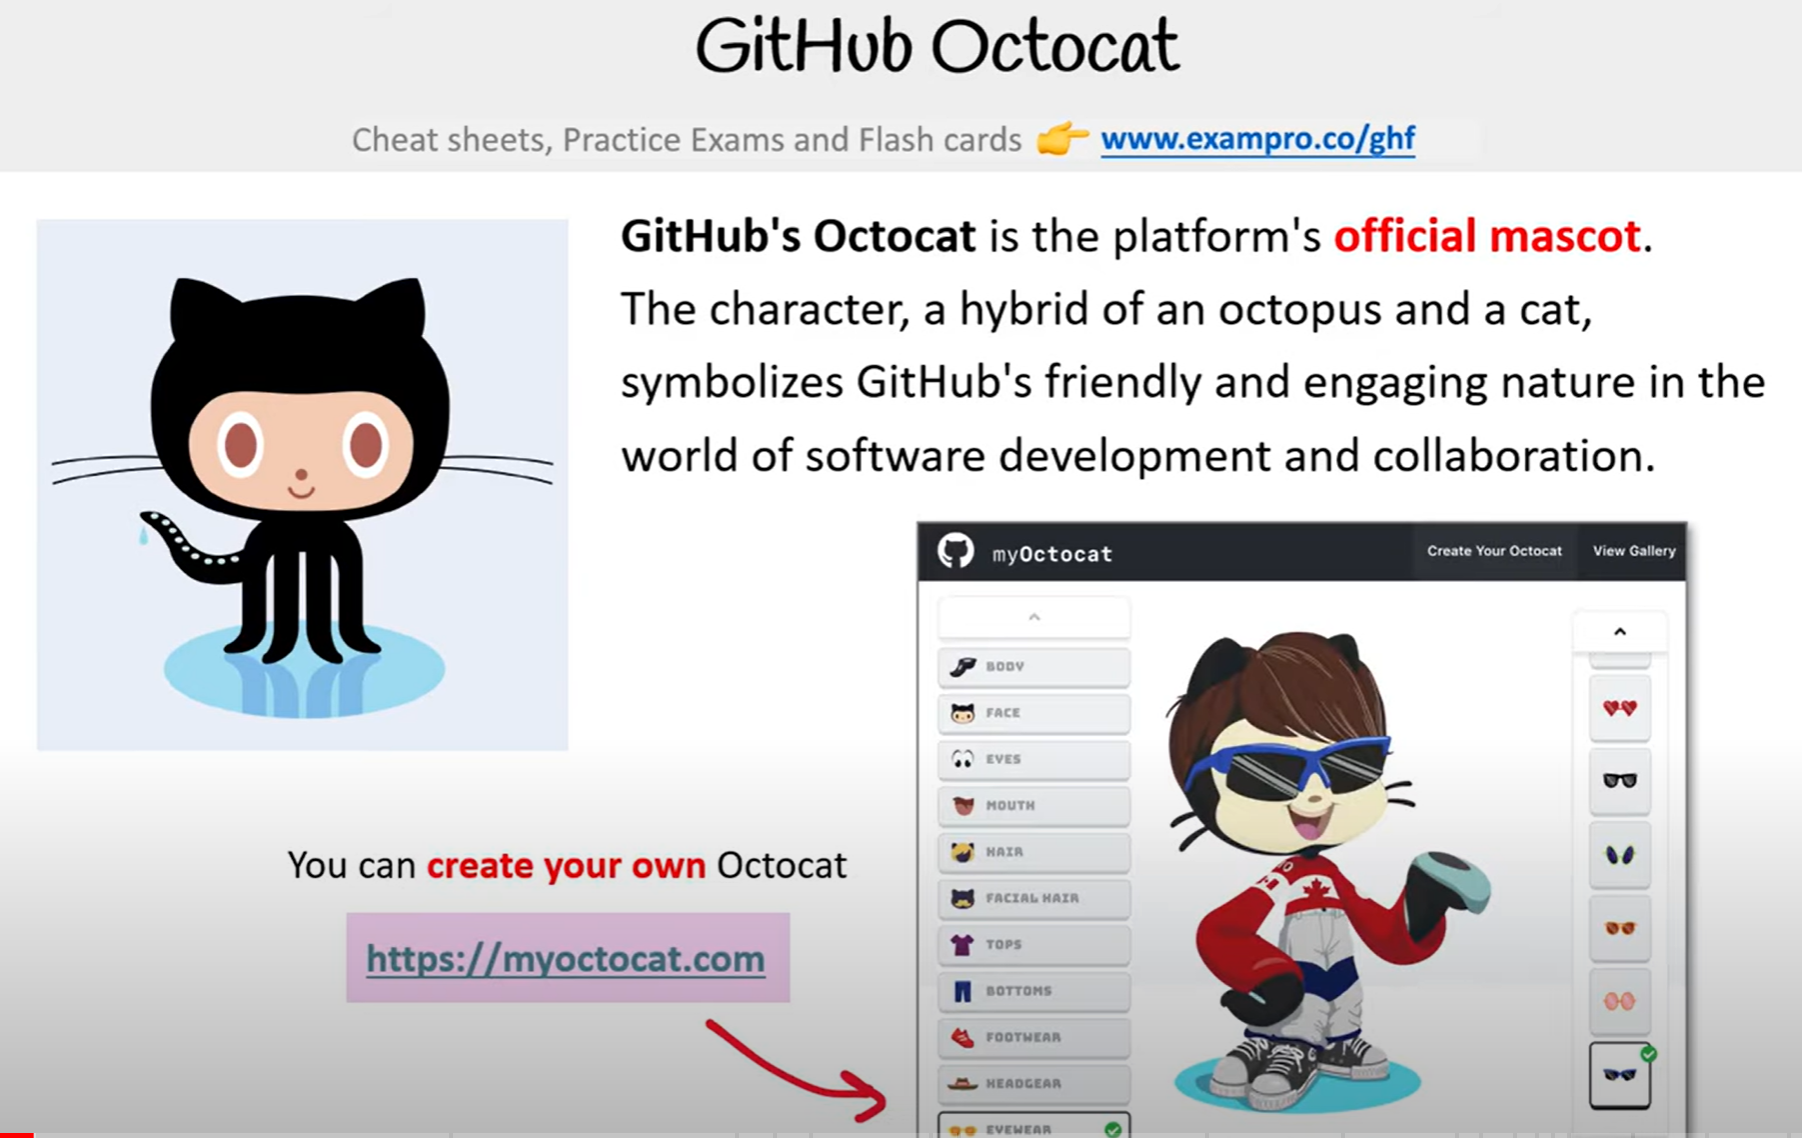 GitHub Octocat
Cheat sheets, Practice Exams and Flash cards 👉 www.exampro.co/ghf
GitHub's Octocat is the platform's official mascot.
The character, a hybrid of an octopus and a cat,
symbolizes GitHub's friendly and engaging nature in the
world of software development and collaboration.
You can create your own Octocat
https://myoctocat.com
myOctocat
Create Your Octocat
View Gallery
BODY
FACE
EYES
MOUTH
HAIR
FACIAL HAIR
TOPS
BOTTOMS
FOOTWEAR
HEADGEAR
EYEWEAR